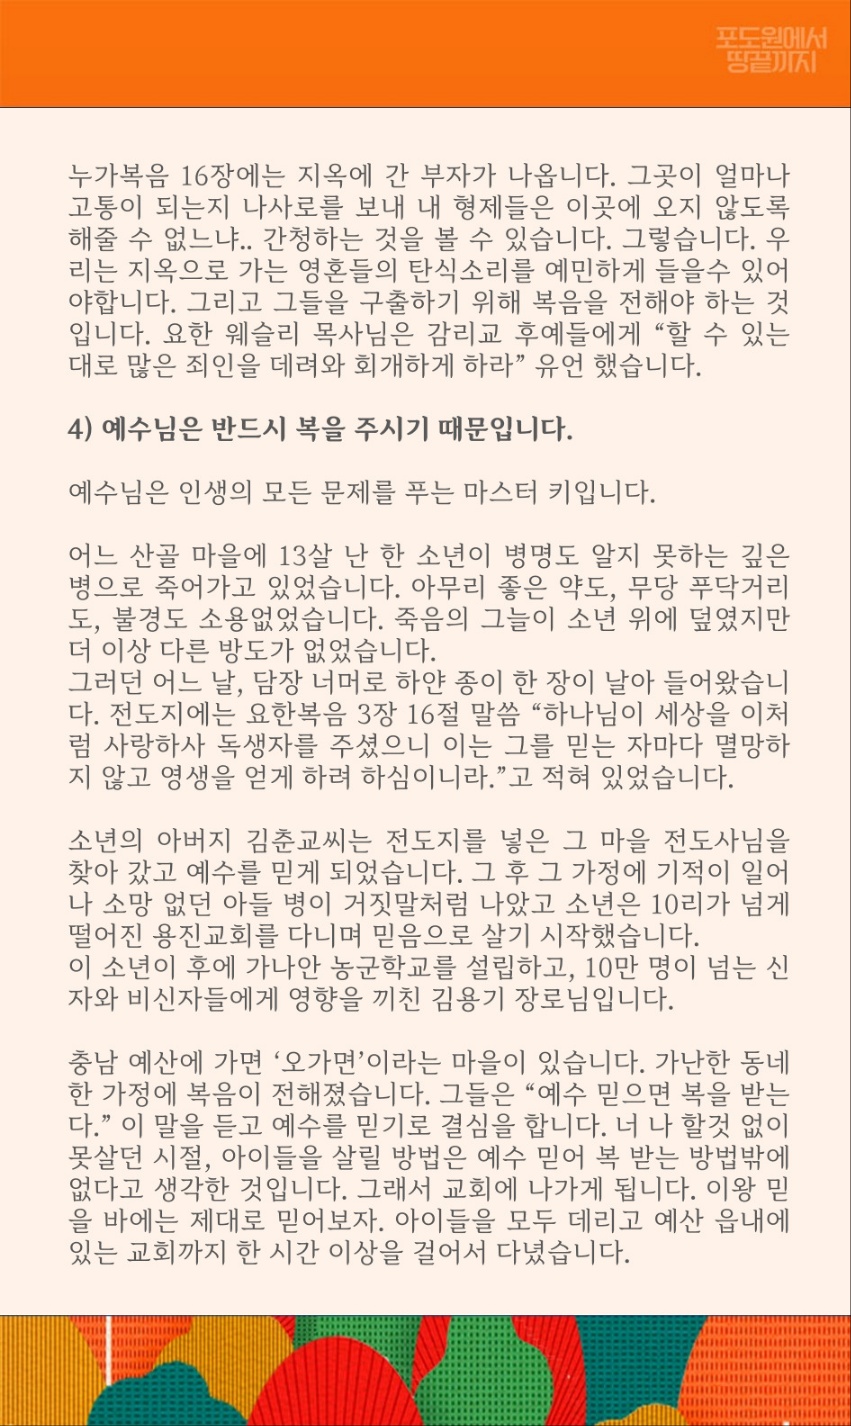 포도원에서
땅끝까지
누가복음 16장에는 지옥에 간 부자가 나옵니다. 그곳이 얼마나
고통이 되는지 나사로를 보내 내 형제들은 이곳에 오지 않도록
해줄 수 없느냐.. 간청하는 것을 볼 수 있습니다. 그렇습니다. 우
리는 지옥으로 가는 영혼들의 탄식소리를 예민하게 들을수 있어
야합니다. 그리고 그들을 구출하기 위해 복음을 전해야 하는 것
입니다. 요한 웨슬리 목사님은 감리교 후예들에게 “할 수 있는
대로 많은 죄인을 데려와 회개하게 하라” 유언 했습니다.
4) 예수님은 반드시 복을 주시기 때문입니다.
예수님은 인생의 모든 문제를 푸는 마스터 키입니다.
어느 산골 마을에 13살 난 한 소년이 병명도 알지 못하는 깊은
병으로 죽어가고 있었습니다. 아무리 좋은 약도, 무당 푸닥거리
도, 불경도 소용없었습니다. 죽음의 그늘이 소년 위에 덮였지만
더 이상 다른 방도가 없었습니다.
그러던 어느 날, 담장 너머로 하얀 종이 한 장이 날아 들어왔습니
다. 전도지에는 요한복음 3장 16절 말씀 “하나님이 세상을 이처
럼 사랑하사 독생자를 주셨으니 이는 그를 믿는 자마다 멸망하
지 않고 영생을 얻게 하려 하심이니라.”고 적혀 있었습니다.
소년의 아버지 김춘교씨는 전도지를 넣은 그 마을 전도사님을
찾아 갔고 예수를 믿게 되었습니다. 그 후 그 가정에 기적이 일어
나 소망 없던 아들 병이 거짓말처럼 나았고 소년은 10리가 넘게
떨어진 용진교회를 다니며 믿음으로 살기 시작했습니다.
이 소년이 후에 가나안 농군학교를 설립하고, 10만 명이 넘는 신
자와 비신자들에게 영향을 끼친 김용기 장로님입니다.
충남 예산에 가면 ‘오가면’이라는 마을이 있습니다. 가난한 동네
한 가정에 복음이 전해졌습니다. 그들은 “예수 믿으면 복을 받는
다.” 이 말을 듣고 예수를 믿기로 결심을 합니다. 너 나 할것 없이
못살던 시절, 아이들을 살릴 방법은 예수 믿어 복 받는 방법밖에
없다고 생각한 것입니다. 그래서 교회에 나가게 됩니다. 이왕 믿
을 바에는 제대로 믿어보자. 아이들을 모두 데리고 예산 읍내에
있는 교회까지 한 시간 이상을 걸어서 다녔습니다.